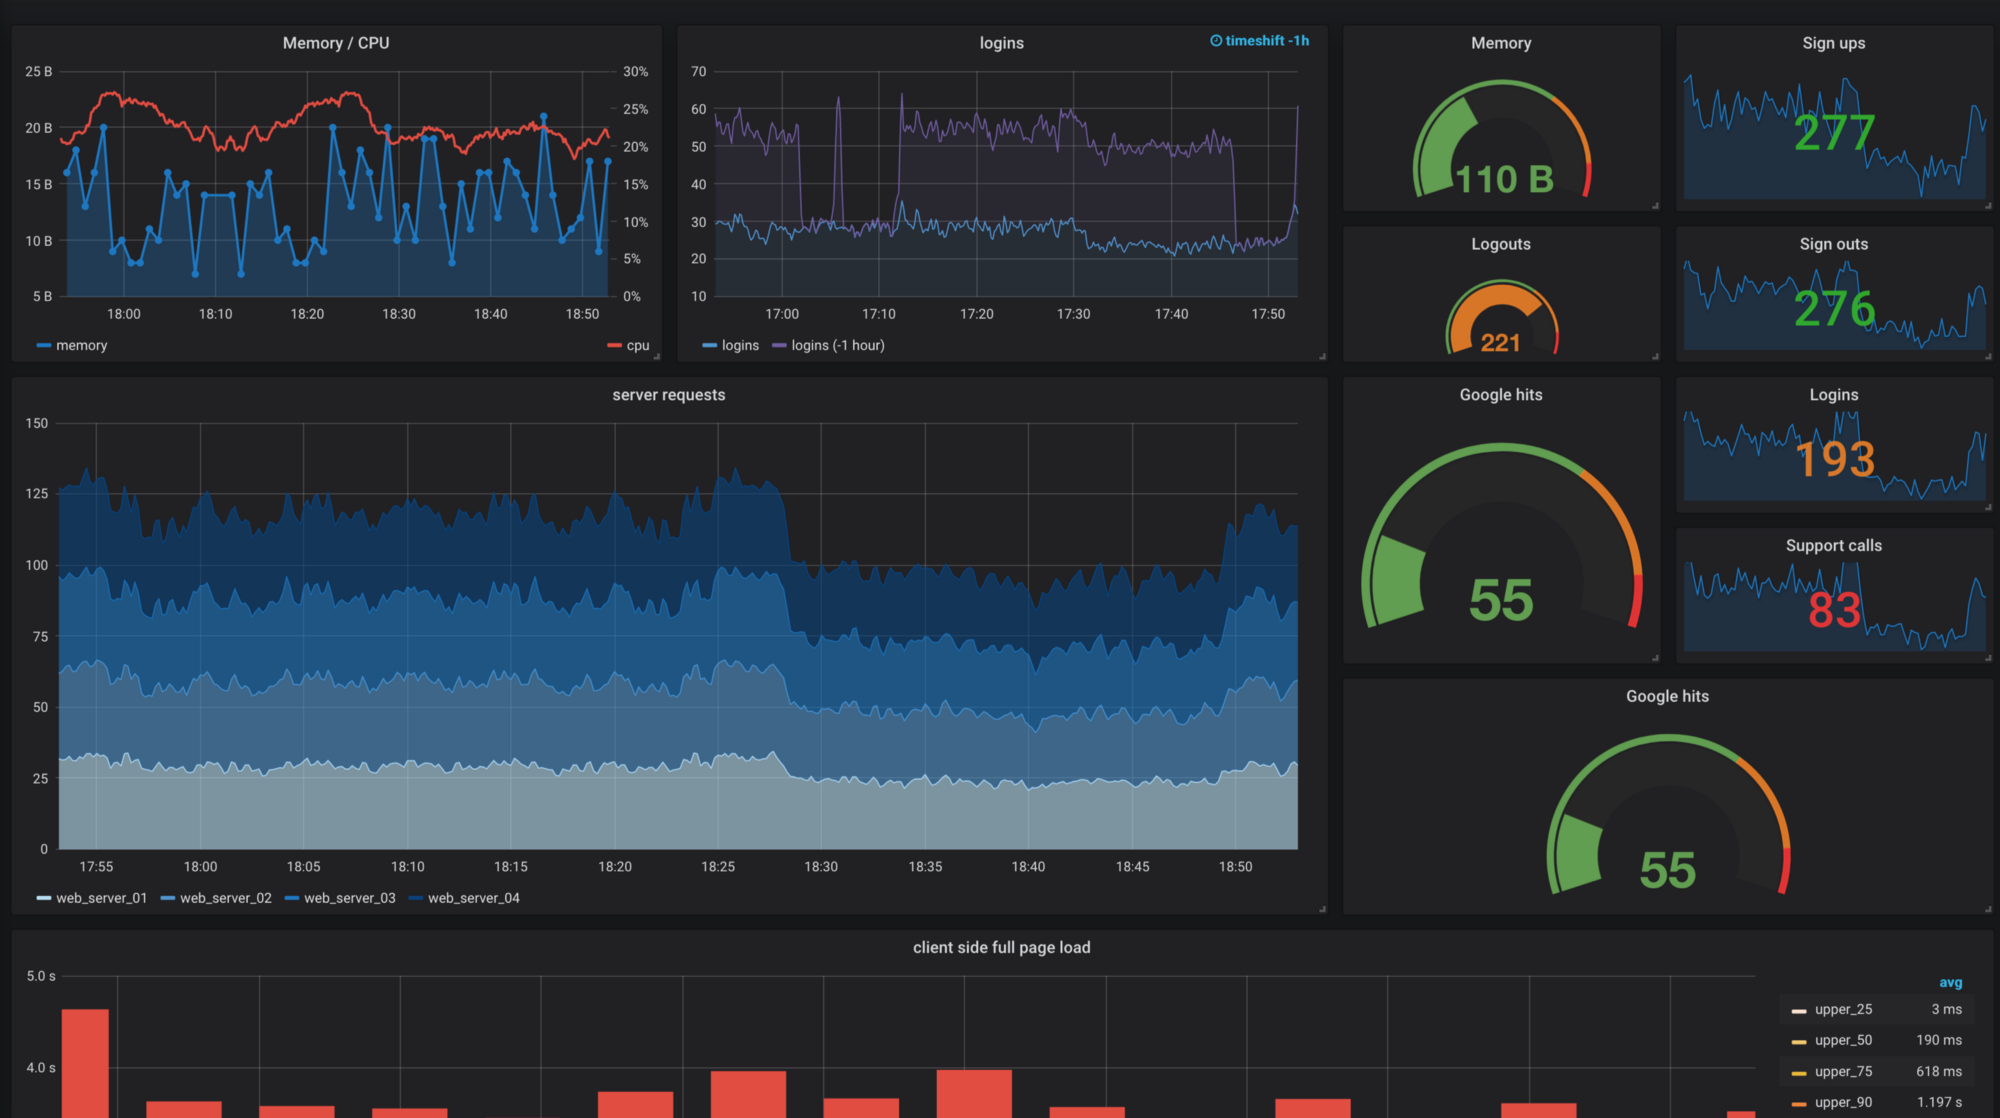 Memory / CPU
25 B
20 B
15 B
10 B
5 B
30%
25%
20%
15%
10%
5%
0%
18:00 18:10 18:20 18:30 18:40 18:50
memory cpu
logins
timeshift -1h
70
60
50
40
30
20
10
17:00 17:10 17:20 17:30 17:40 17:50
logins logins (-1 hour)
Memory
110 B
Sign ups
277
Logouts
221
Sign outs
276
server requests
150
125
100
75
50
25
0
17:55 18:00 18:05 18:10 18:15 18:20 18:25 18:30 18:35 18:40 18:45 18:50
web_server_01 web_server_02 web_server_03 web_server_04
Google hits
55
Logins
193
Support calls
83
Google hits
55
client side full page load
5.0 s
4.0 s
avg
upper_25 3 ms
upper_50 190 ms
upper_75 618 ms
upper_90 1.197 s